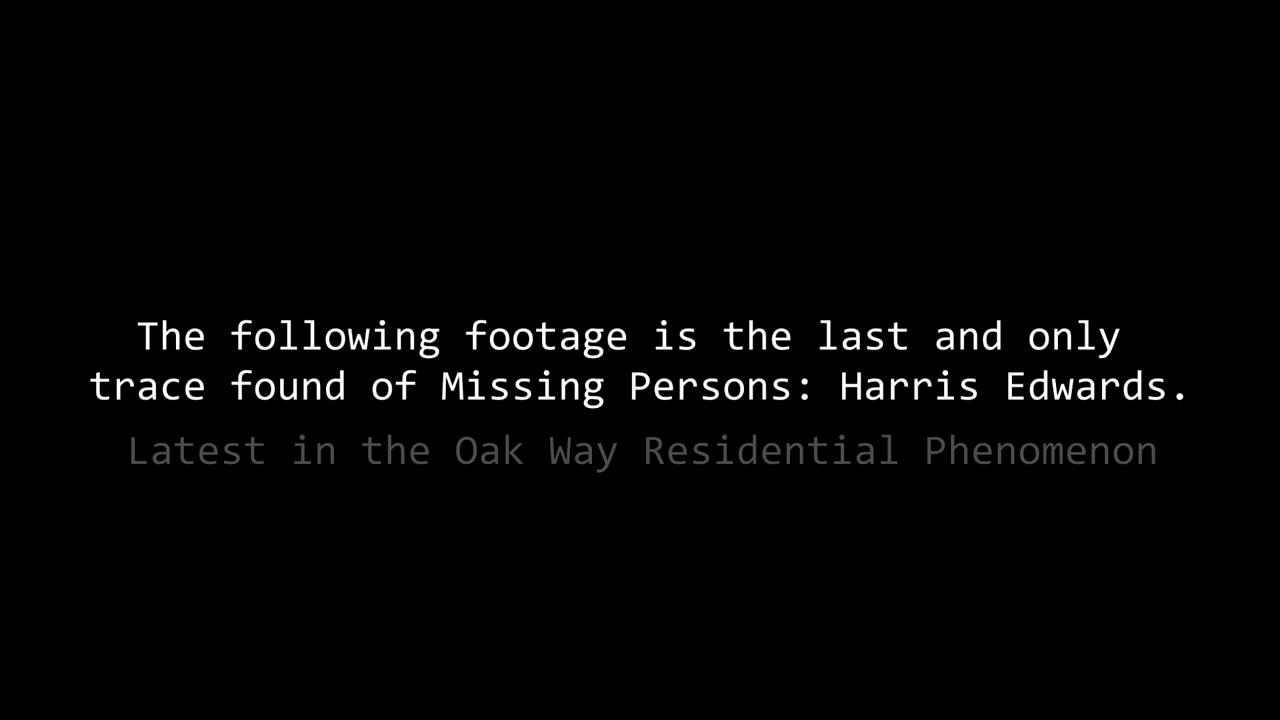 The following footage is the last and only
trace found of Missing Persons: Harris Edwards.
Latest in the Oak Way Residential Phenomenon